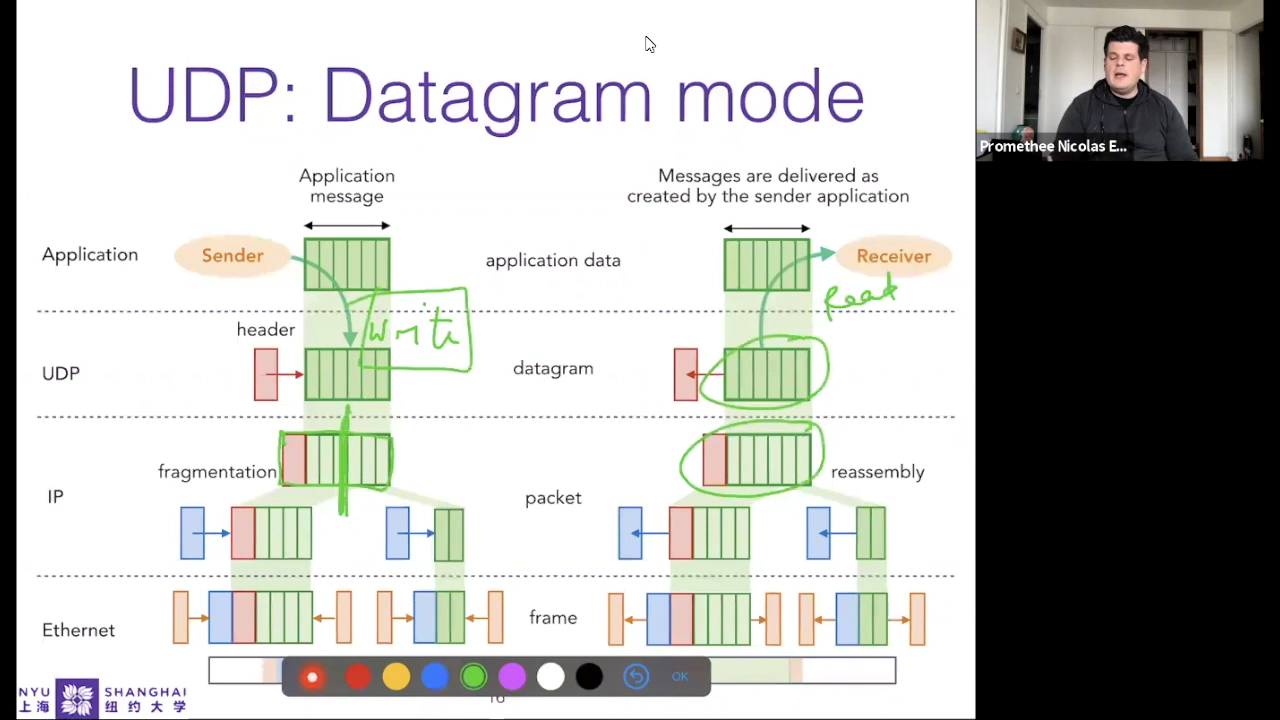 UDP: Datagram mode
Promethee Nicolas E...
Application
message
Messages are delivered as
created by the sender application
Application
Sender
application data
Receiver
Read
header
Write
UDP
datagram
fragmentation
reassembly
IP
packet
Ethernet
frame
OK
16
NYU SHANGHAI
上海 纽约大学